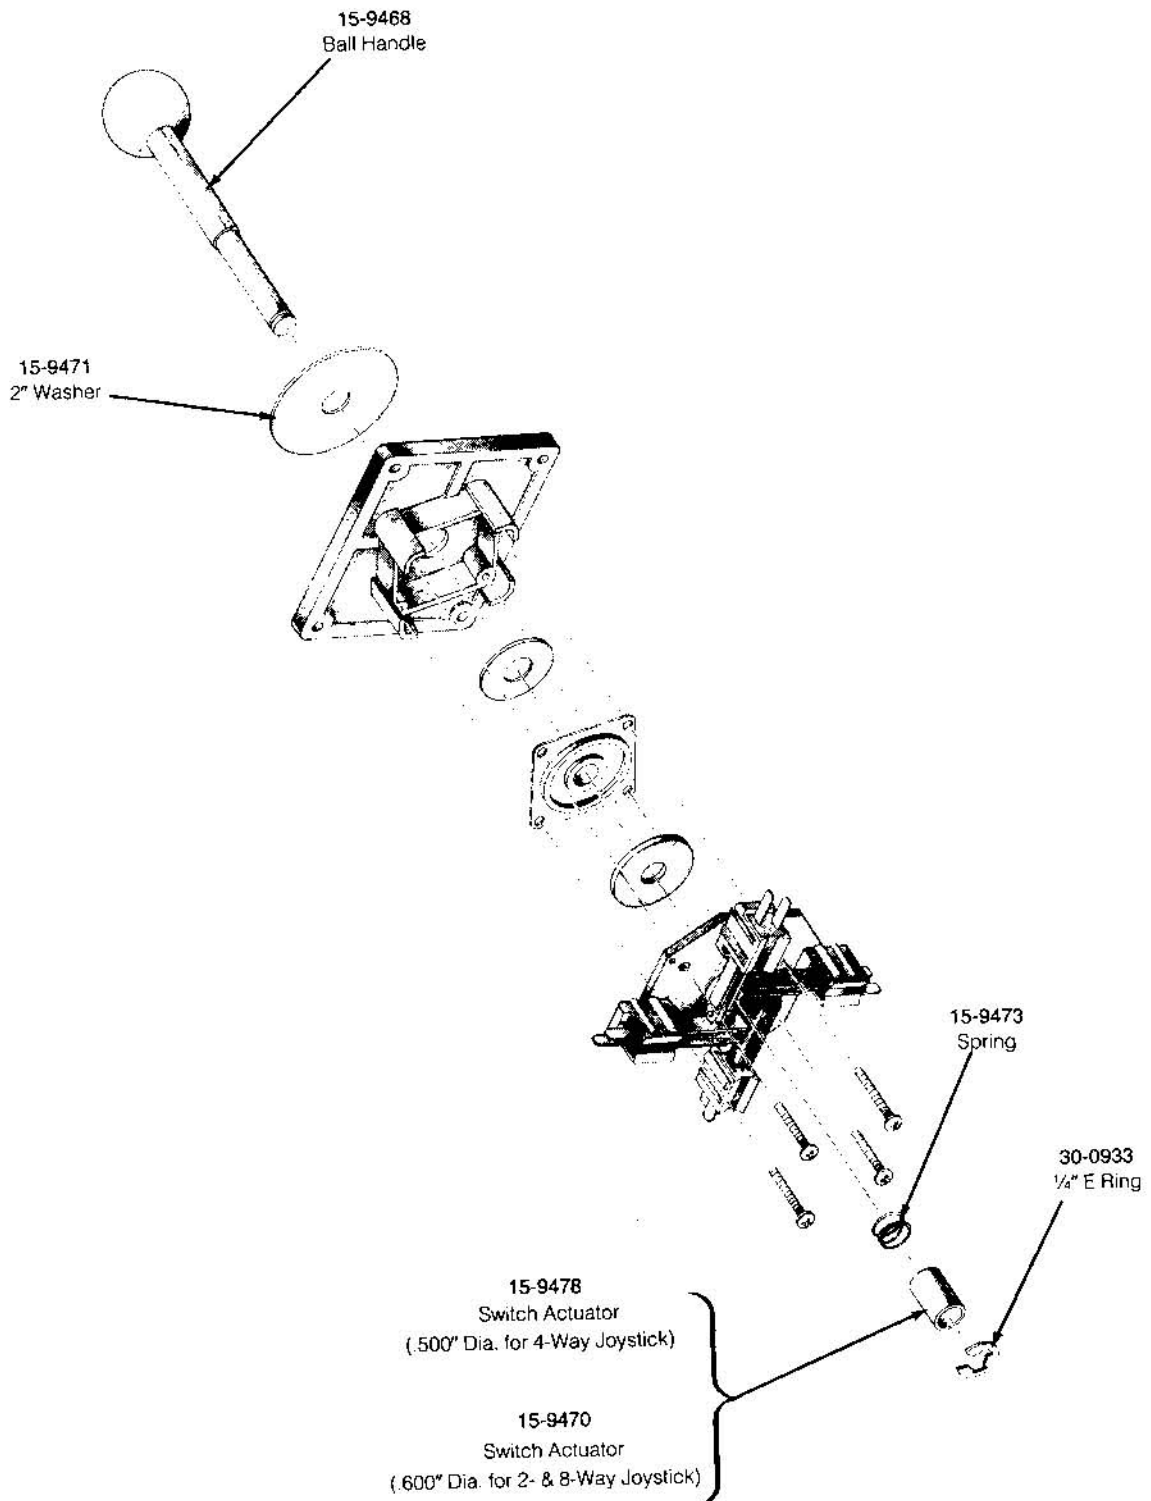 15-9468
Ball Handle
15-9471
2" Washer
15-9473
Spring
30-0933
¼" E Ring
15-9478
Switch Actuator
(.500" Dia. for 4-Way Joystick)
15-9470
Switch Actuator
(.600" Dia. for 2- & 8-Way Joystick)